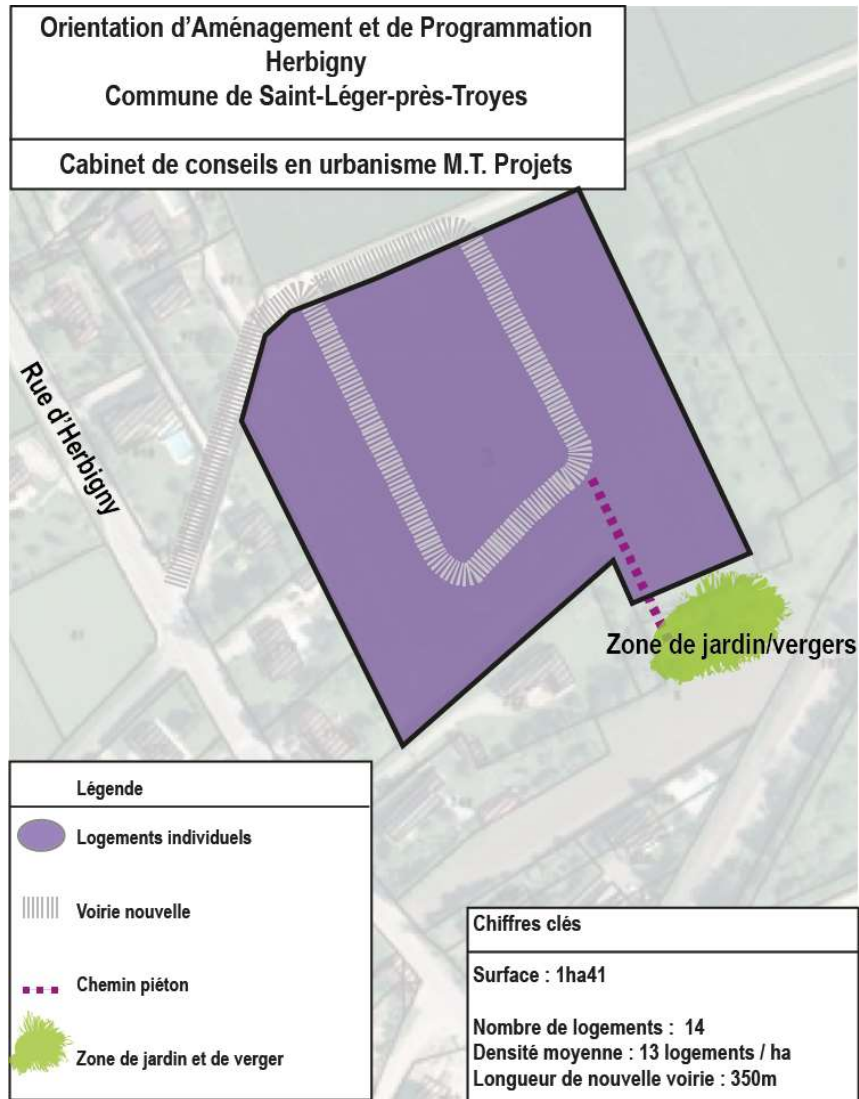 Orientation d'Aménagement et de Programmation
Herbigny
Commune de Saint-Léger-près-Troyes
Cabinet de conseils en urbanisme M.T. Projets
Rue d'Herbigny
Zone de jardin/vergers
Légende
Logements individuels
Voirie nouvelle
Chemin piéton
Zone de jardin et de verger
Chiffres clés
Surface : 1ha41
Nombre de logements : 14
Densité moyenne : 13 logements / ha
Longueur de nouvelle voirie : 350m